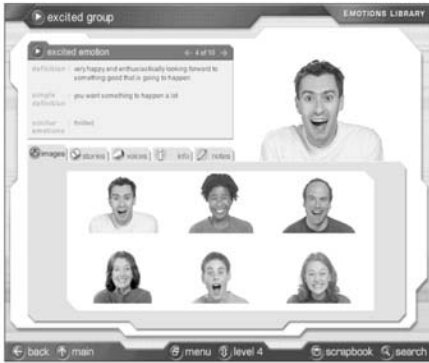 excited group
EMOTIONS LIBRARY
excited emotion
4 of 10
definition : very happy and enthusiastically looking forward to
something good that is going to happen
simple : you want something to happen a lot
definition
similar : thrilled
emotions
images stories voices info notes
back main menu level 4 scrapbook search